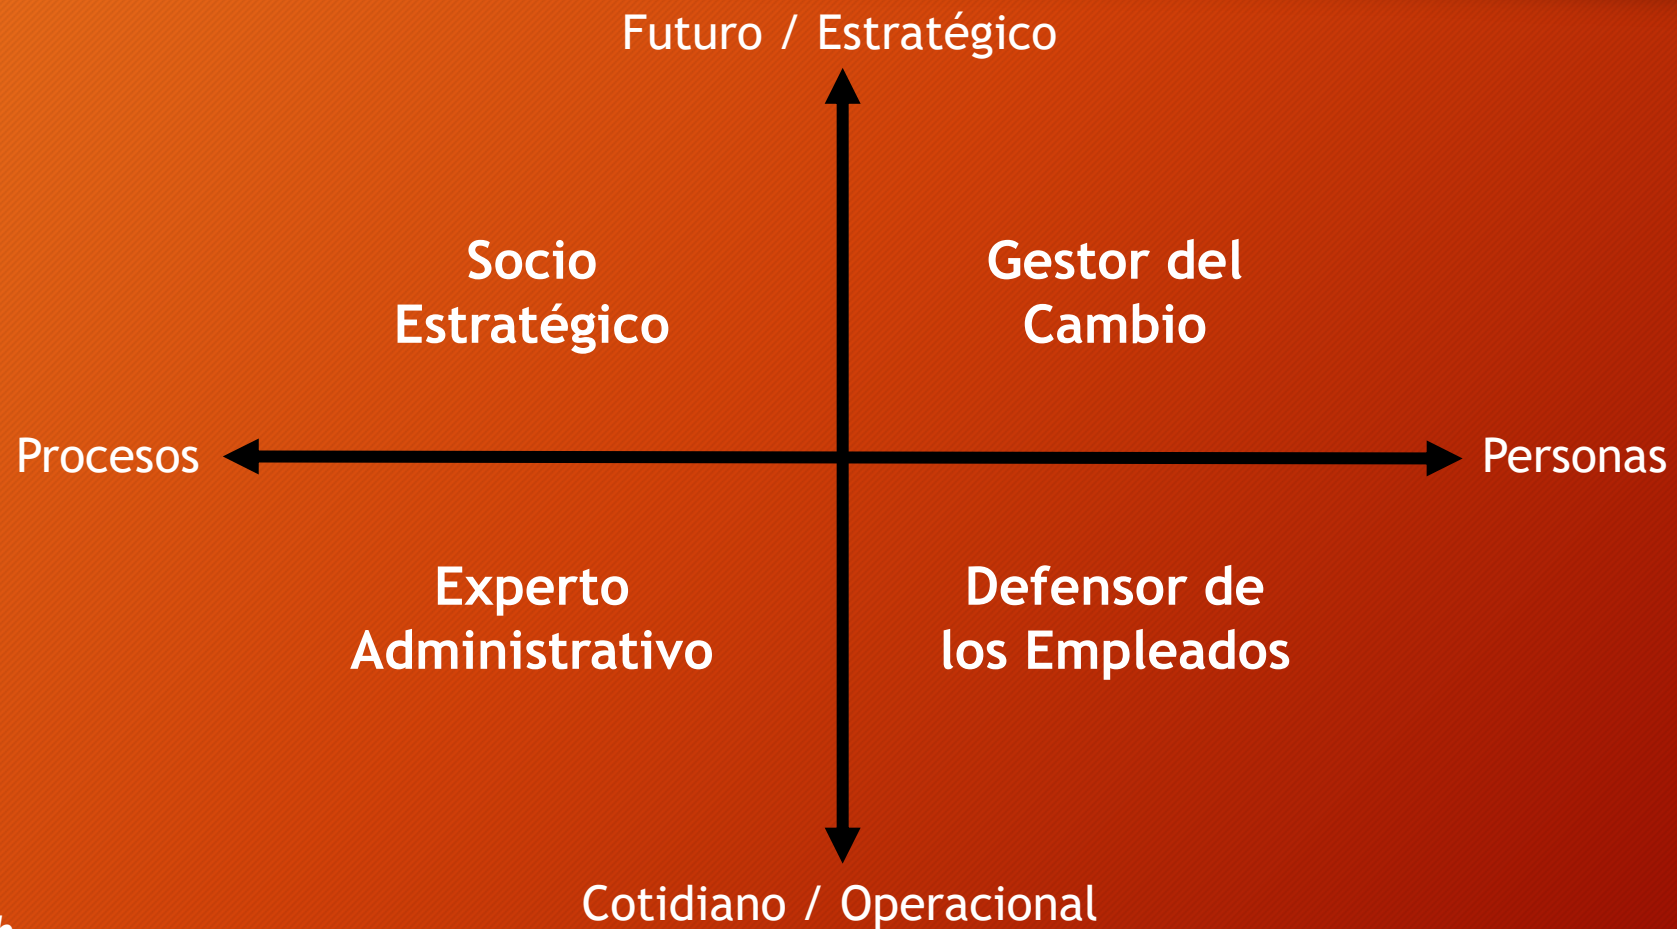 Futuro / Estratégico
Socio
Estratégico
Gestor del
Cambio
Procesos
Personas
Experto
Administrativo
Defensor de
los Empleados
Cotidiano / Operacional